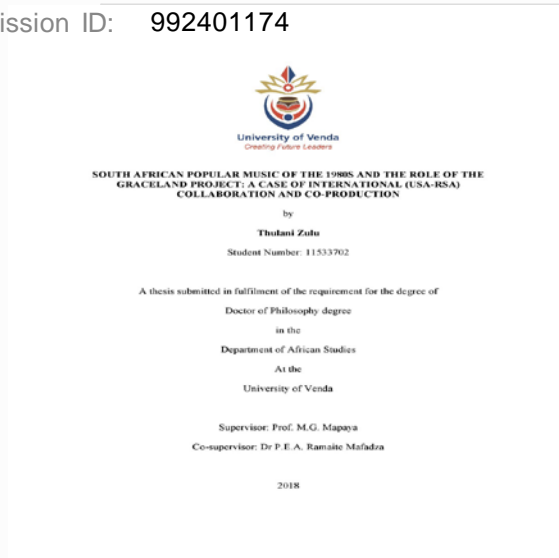 ission ID: 992401174
University of Venda
Creating Future Leaders
SOUTH AFRICAN POPULAR MUSIC OF THE 1980S AND THE ROLE OF THE
GRACELAND PROJECT: A CASE OF INTERNATIONAL (USA-RSA)
COLLABORATION AND CO-PRODUCTION
by
Thulani Zulu
Student Number: 11533702
A thesis submitted in fulfilment of the requirement for the degree of
Doctor of Philosophy degree
in the
Department of African Studies
At the
University of Venda
Supervisor: Prof. M.G. Mapaya
Co-supervisor: Dr P.E.A. Ramaite Mafadza
2018